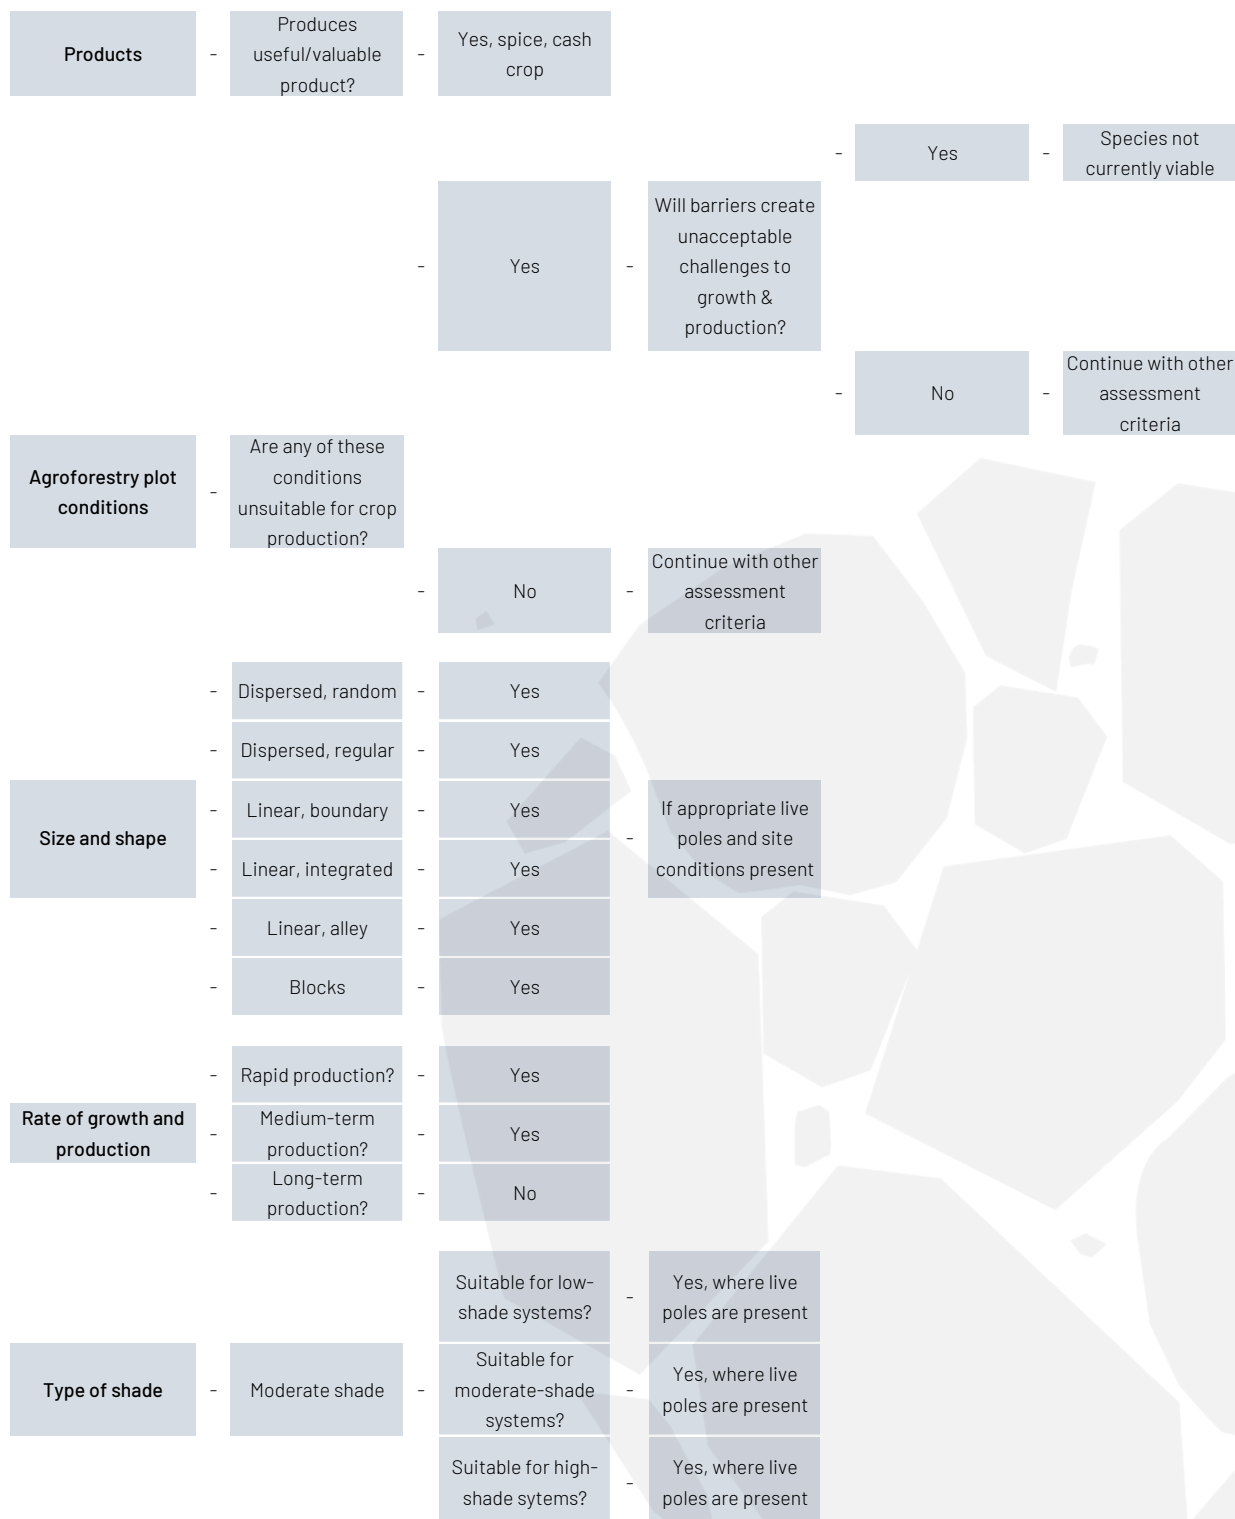 Products
-
Produces
useful/valuable
product?
-
Yes, spice, cash
crop
-
Yes
-
Species not
currently viable
-
Yes
-
Will barriers create
unacceptable
challenges to
growth &
production?
-
No
-
Continue with other
assessment
criteria
Agroforestry plot
conditions
-
Are any of these
conditions
unsuitable for crop
production?
-
No
-
Continue with other
assessment
criteria
Size and shape
-
Dispersed, random
-
Yes
-
Dispersed, regular
-
Yes
-
Linear, boundary
-
Yes
-
Linear, integrated
-
Yes
-
Linear, alley
-
Yes
-
Blocks
-
Yes
-
If appropriate live
poles and site
conditions present
Rate of growth and
production
-
Rapid production?
-
Yes
-
Medium-term
production?
-
Yes
-
Long-term
production?
-
No
Type of shade
-
Moderate shade
-
Suitable for low-
shade systems?
-
Yes, where live
poles are present
Suitable for
moderate-shade
systems?
-
Yes, where live
poles are present
Suitable for high-
shade sytems?
-
Yes, where live
poles are present